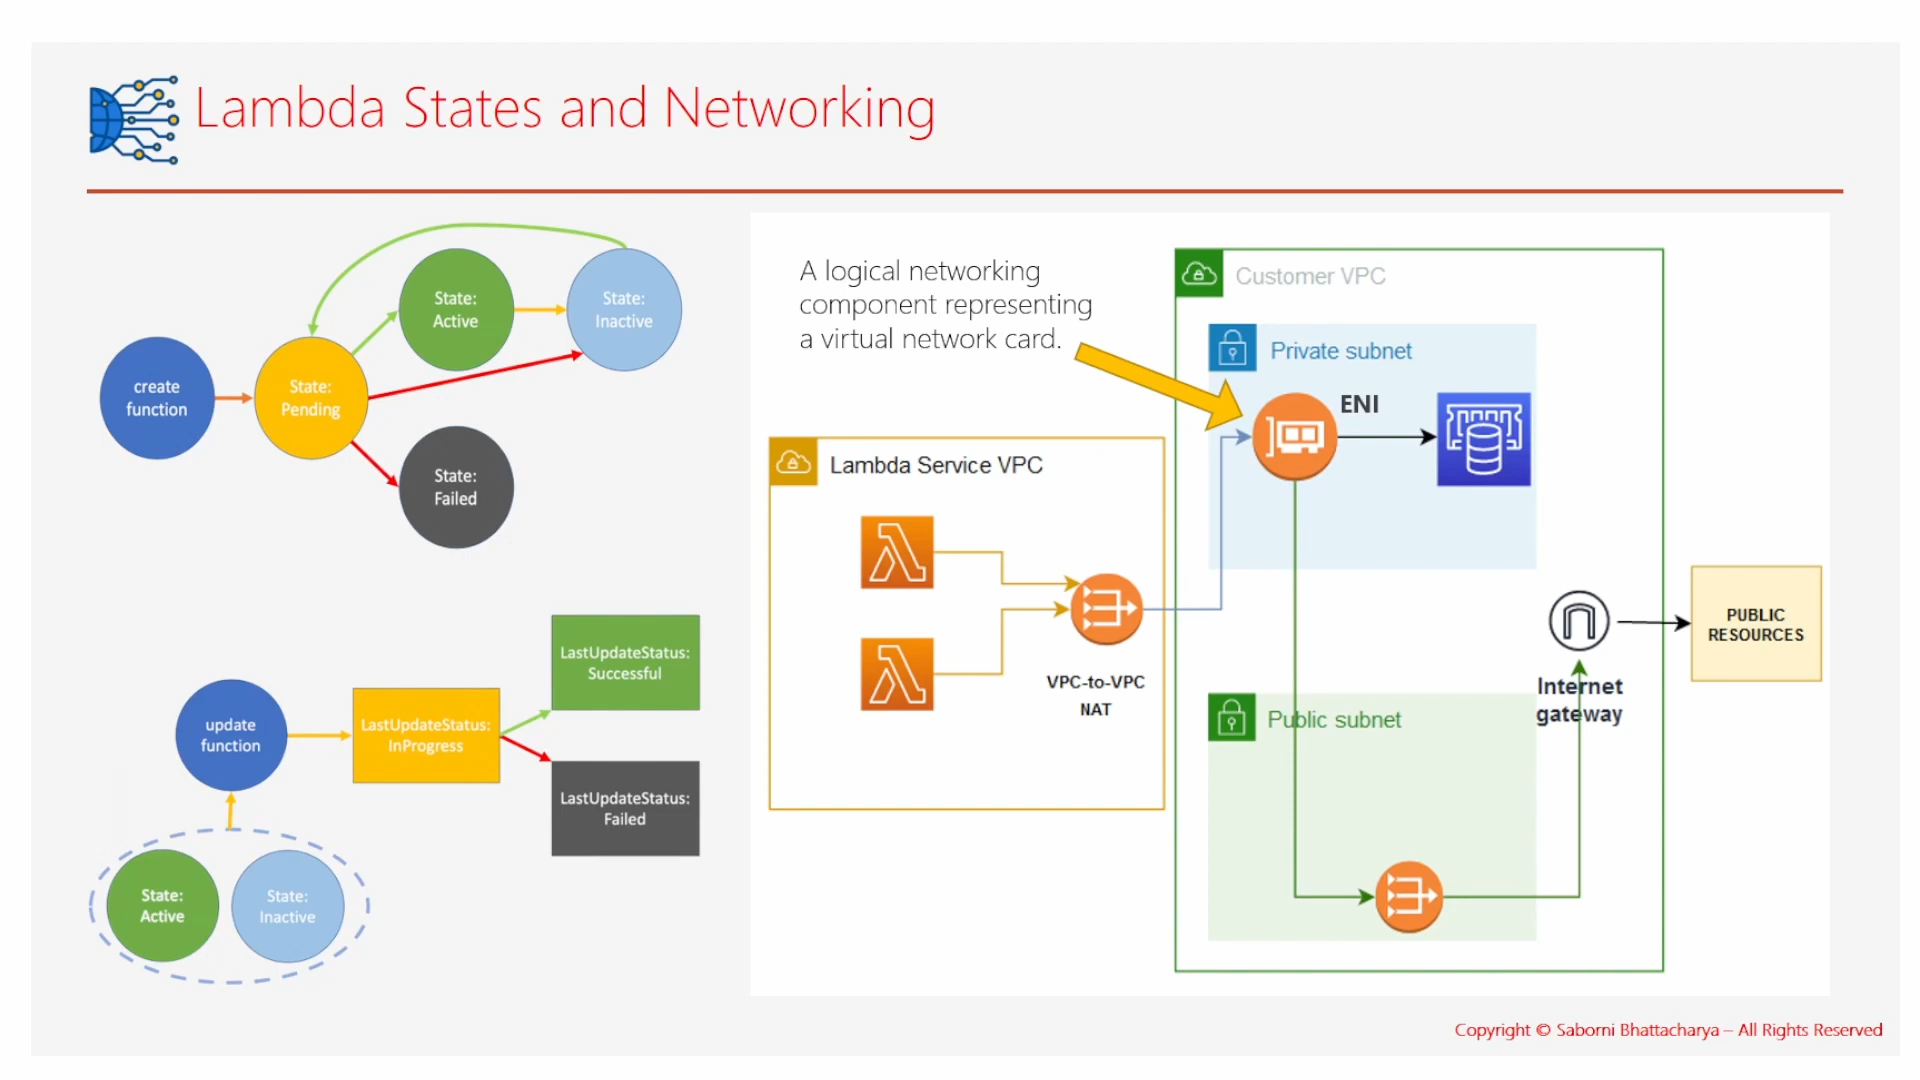 Lambda States and Networking
State:
Active
State:
Inactive
create
function
State:
Pending
State:
Failed
update
function
LastUpdateStatus:
InProgress
LastUpdateStatus:
Successful
LastUpdateStatus:
Failed
State:
Active
State:
Inactive
A logical networking
component representing
a virtual network card.
Customer VPC
Private subnet
ENI
Lambda Service VPC
VPC-to-VPC
NAT
PUBLIC
RESOURCES
Internet
gateway
Public subnet
Copyright © Saborni Bhattacharya – All Rights Reserved